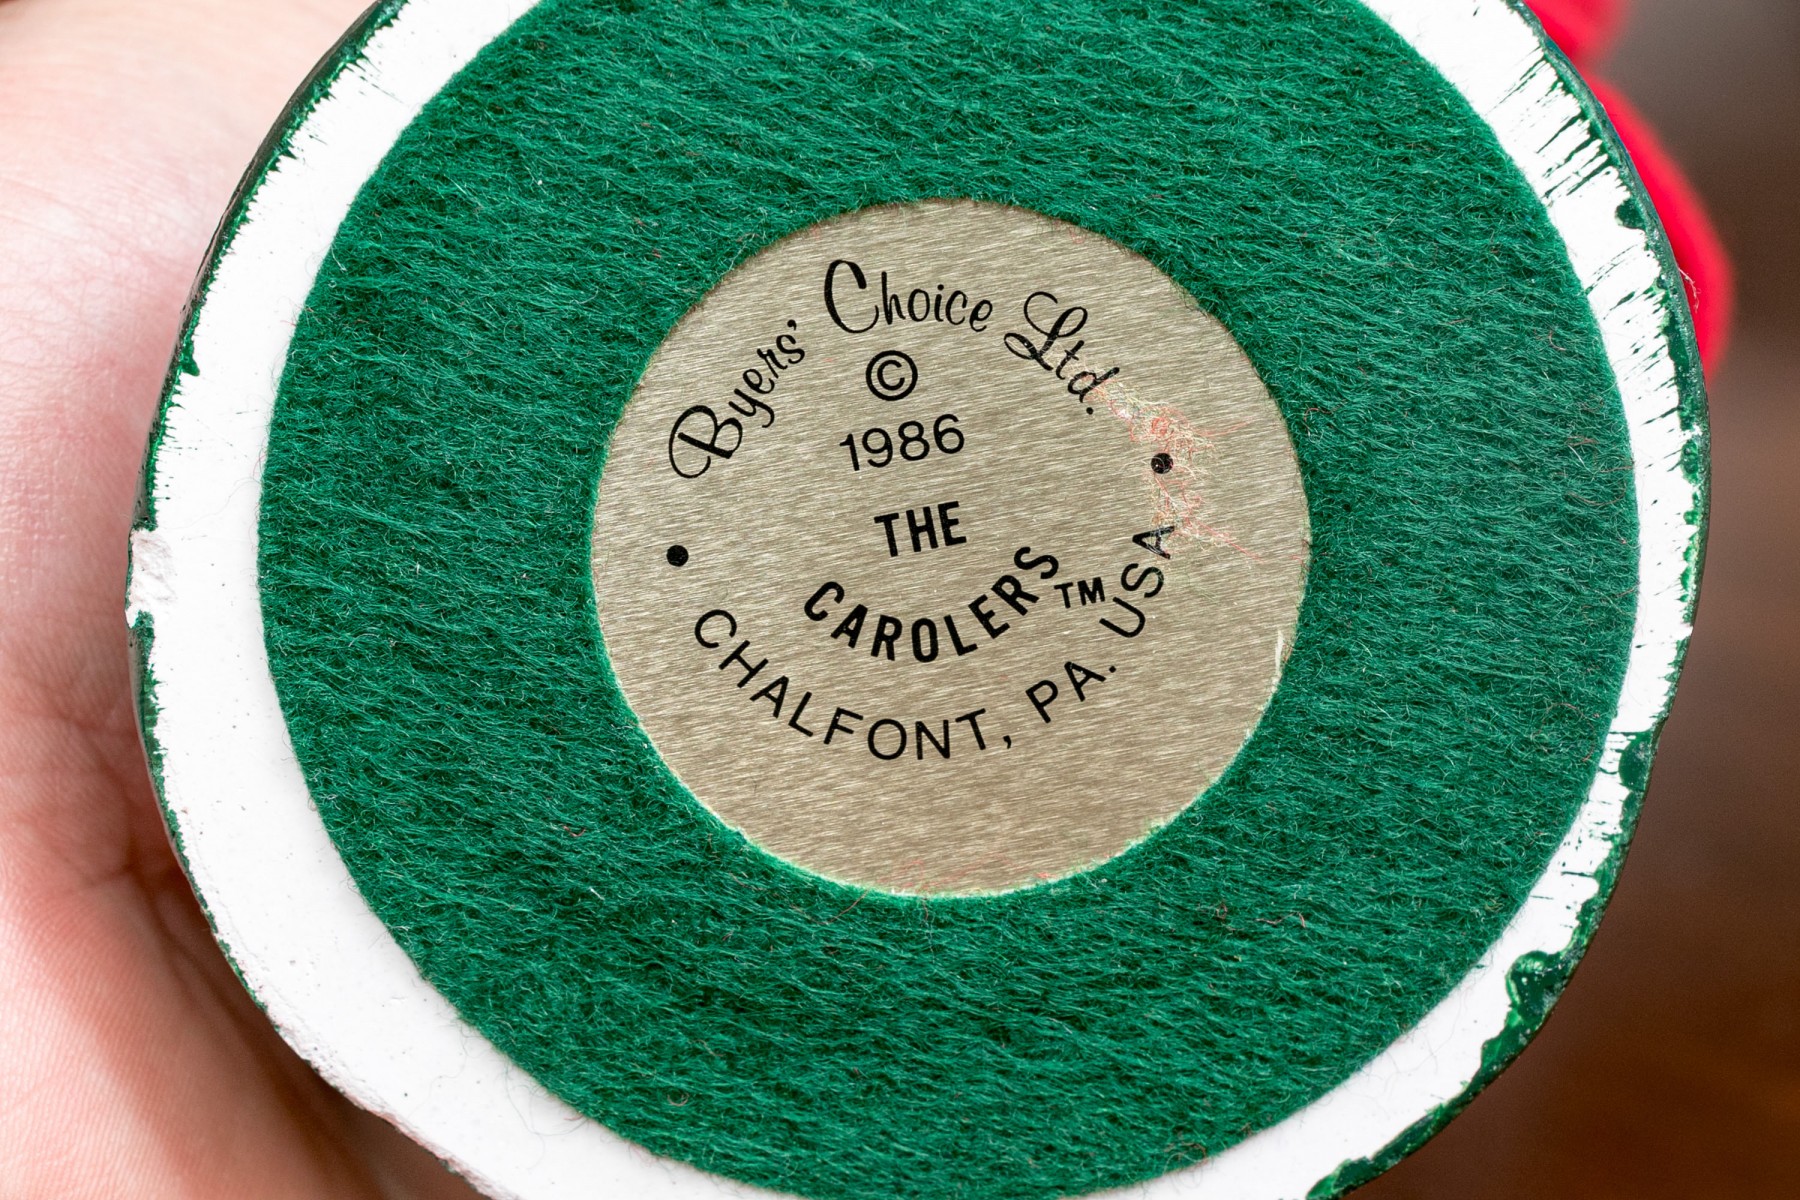 Byers' Choice Ltd.
©
1986
THE
CAROLERS™
CHALFONT, PA. USA